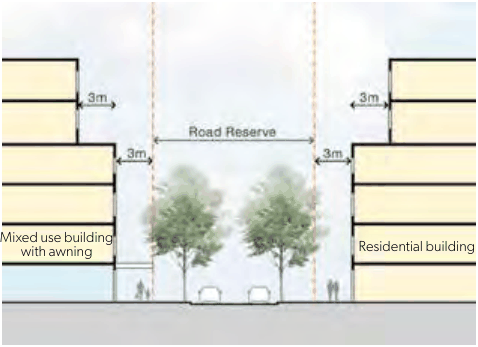 3m
3m
Road Reserve
3m
3m
Mixed use building
with awning
Residential building